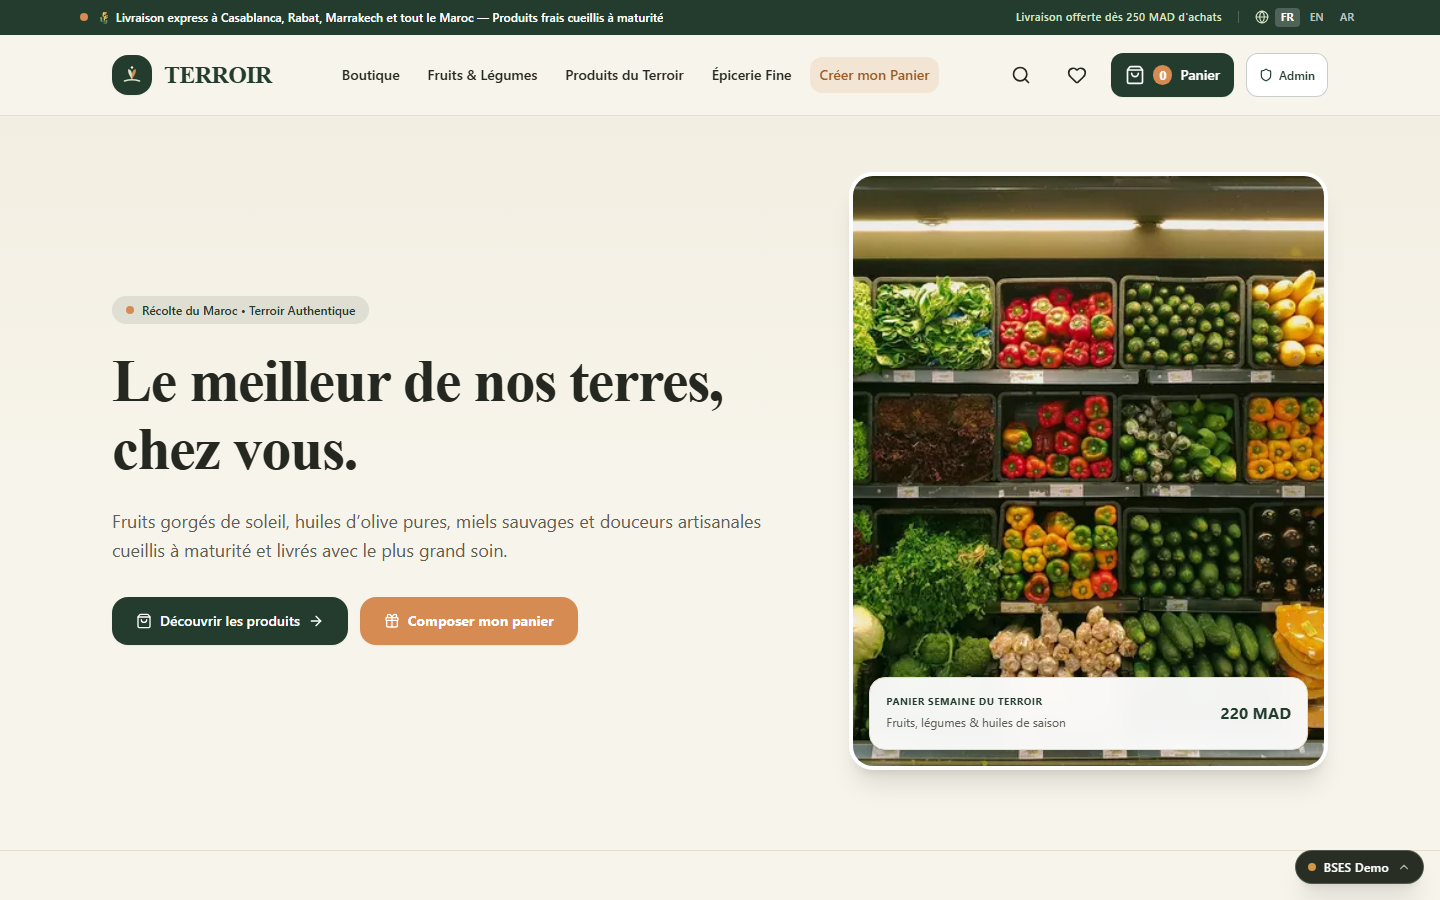 Livraison express à Casablanca, Rabat, Marrakech et tout le Maroc — Produits frais cueillis à maturité
Livraison offerte dès 250 MAD d'achats
FR EN AR
TERROIR
Boutique
Fruits & Légumes
Produits du Terroir
Épicerie Fine
Créer mon Panier
0 Panier
Admin
Récolte du Maroc • Terroir Authentique
Le meilleur de nos terres,
chez vous.
Fruits gorgés de soleil, huiles d’olive pures, miels sauvages et douceurs artisanales
cueillis à maturité et livrés avec le plus grand soin.
Découvrir les produits
Composer mon panier
PANIER SEMAINE DU TERROIR
Fruits, légumes & huiles de saison
220 MAD
BSES Demo